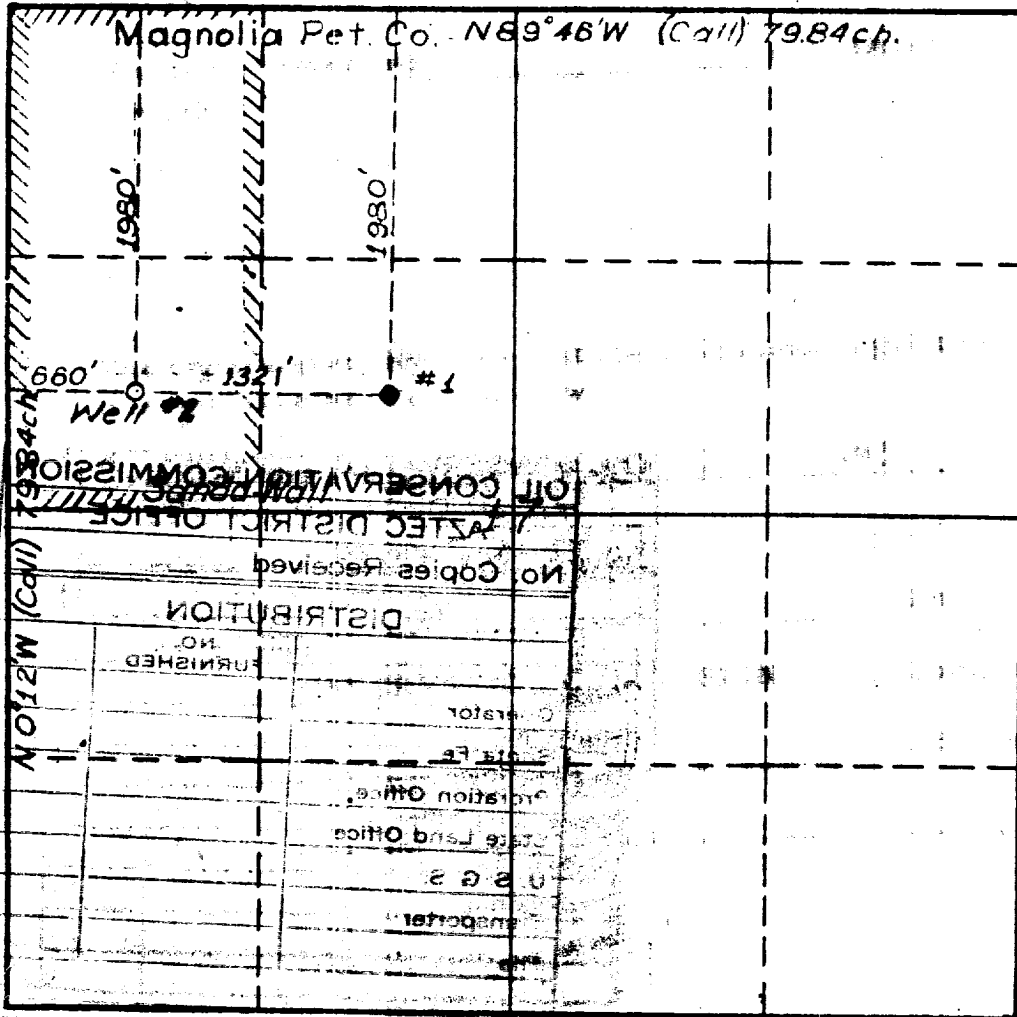 Magnolia Pet. Co. N89°46'W (Call) 79.84ch.
1980'
1980'
660'
1321'
#1
Well #2
N0°12'W (Call) 79.84ch
OIL CONSERVATION COMMISSION
AZTEC DISTRICT OFFICE
No. Copies Received
DISTRIBUTION
NO.
FURNISHED
Operator
Santa Fe
Proration Office
State Land Office
U S G S
Transporter